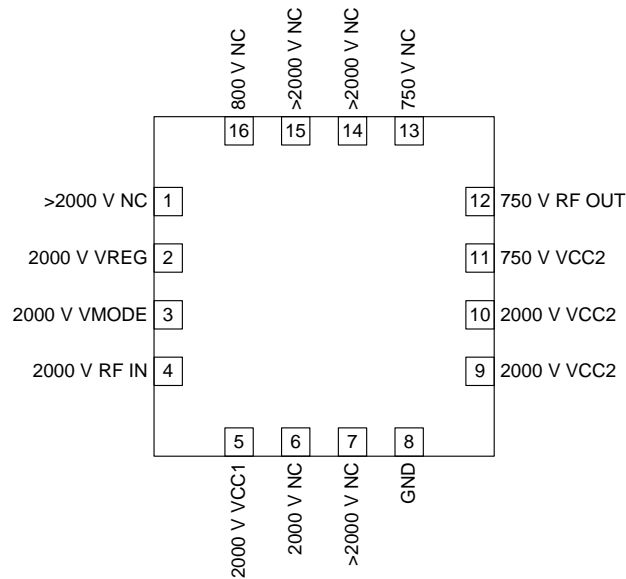 800 V NC
>2000 V NC
>2000 V NC
750 V NC
16
15
14
13
>2000 V NC 1
12 750 V RF OUT
2000 V VREG 2
11 750 V VCC2
2000 V VMODE 3
10 2000 V VCC2
2000 V RF IN 4
9 2000 V VCC2
5
6
7
8
2000 V VCC1
2000 V NC
>2000 V NC
GND